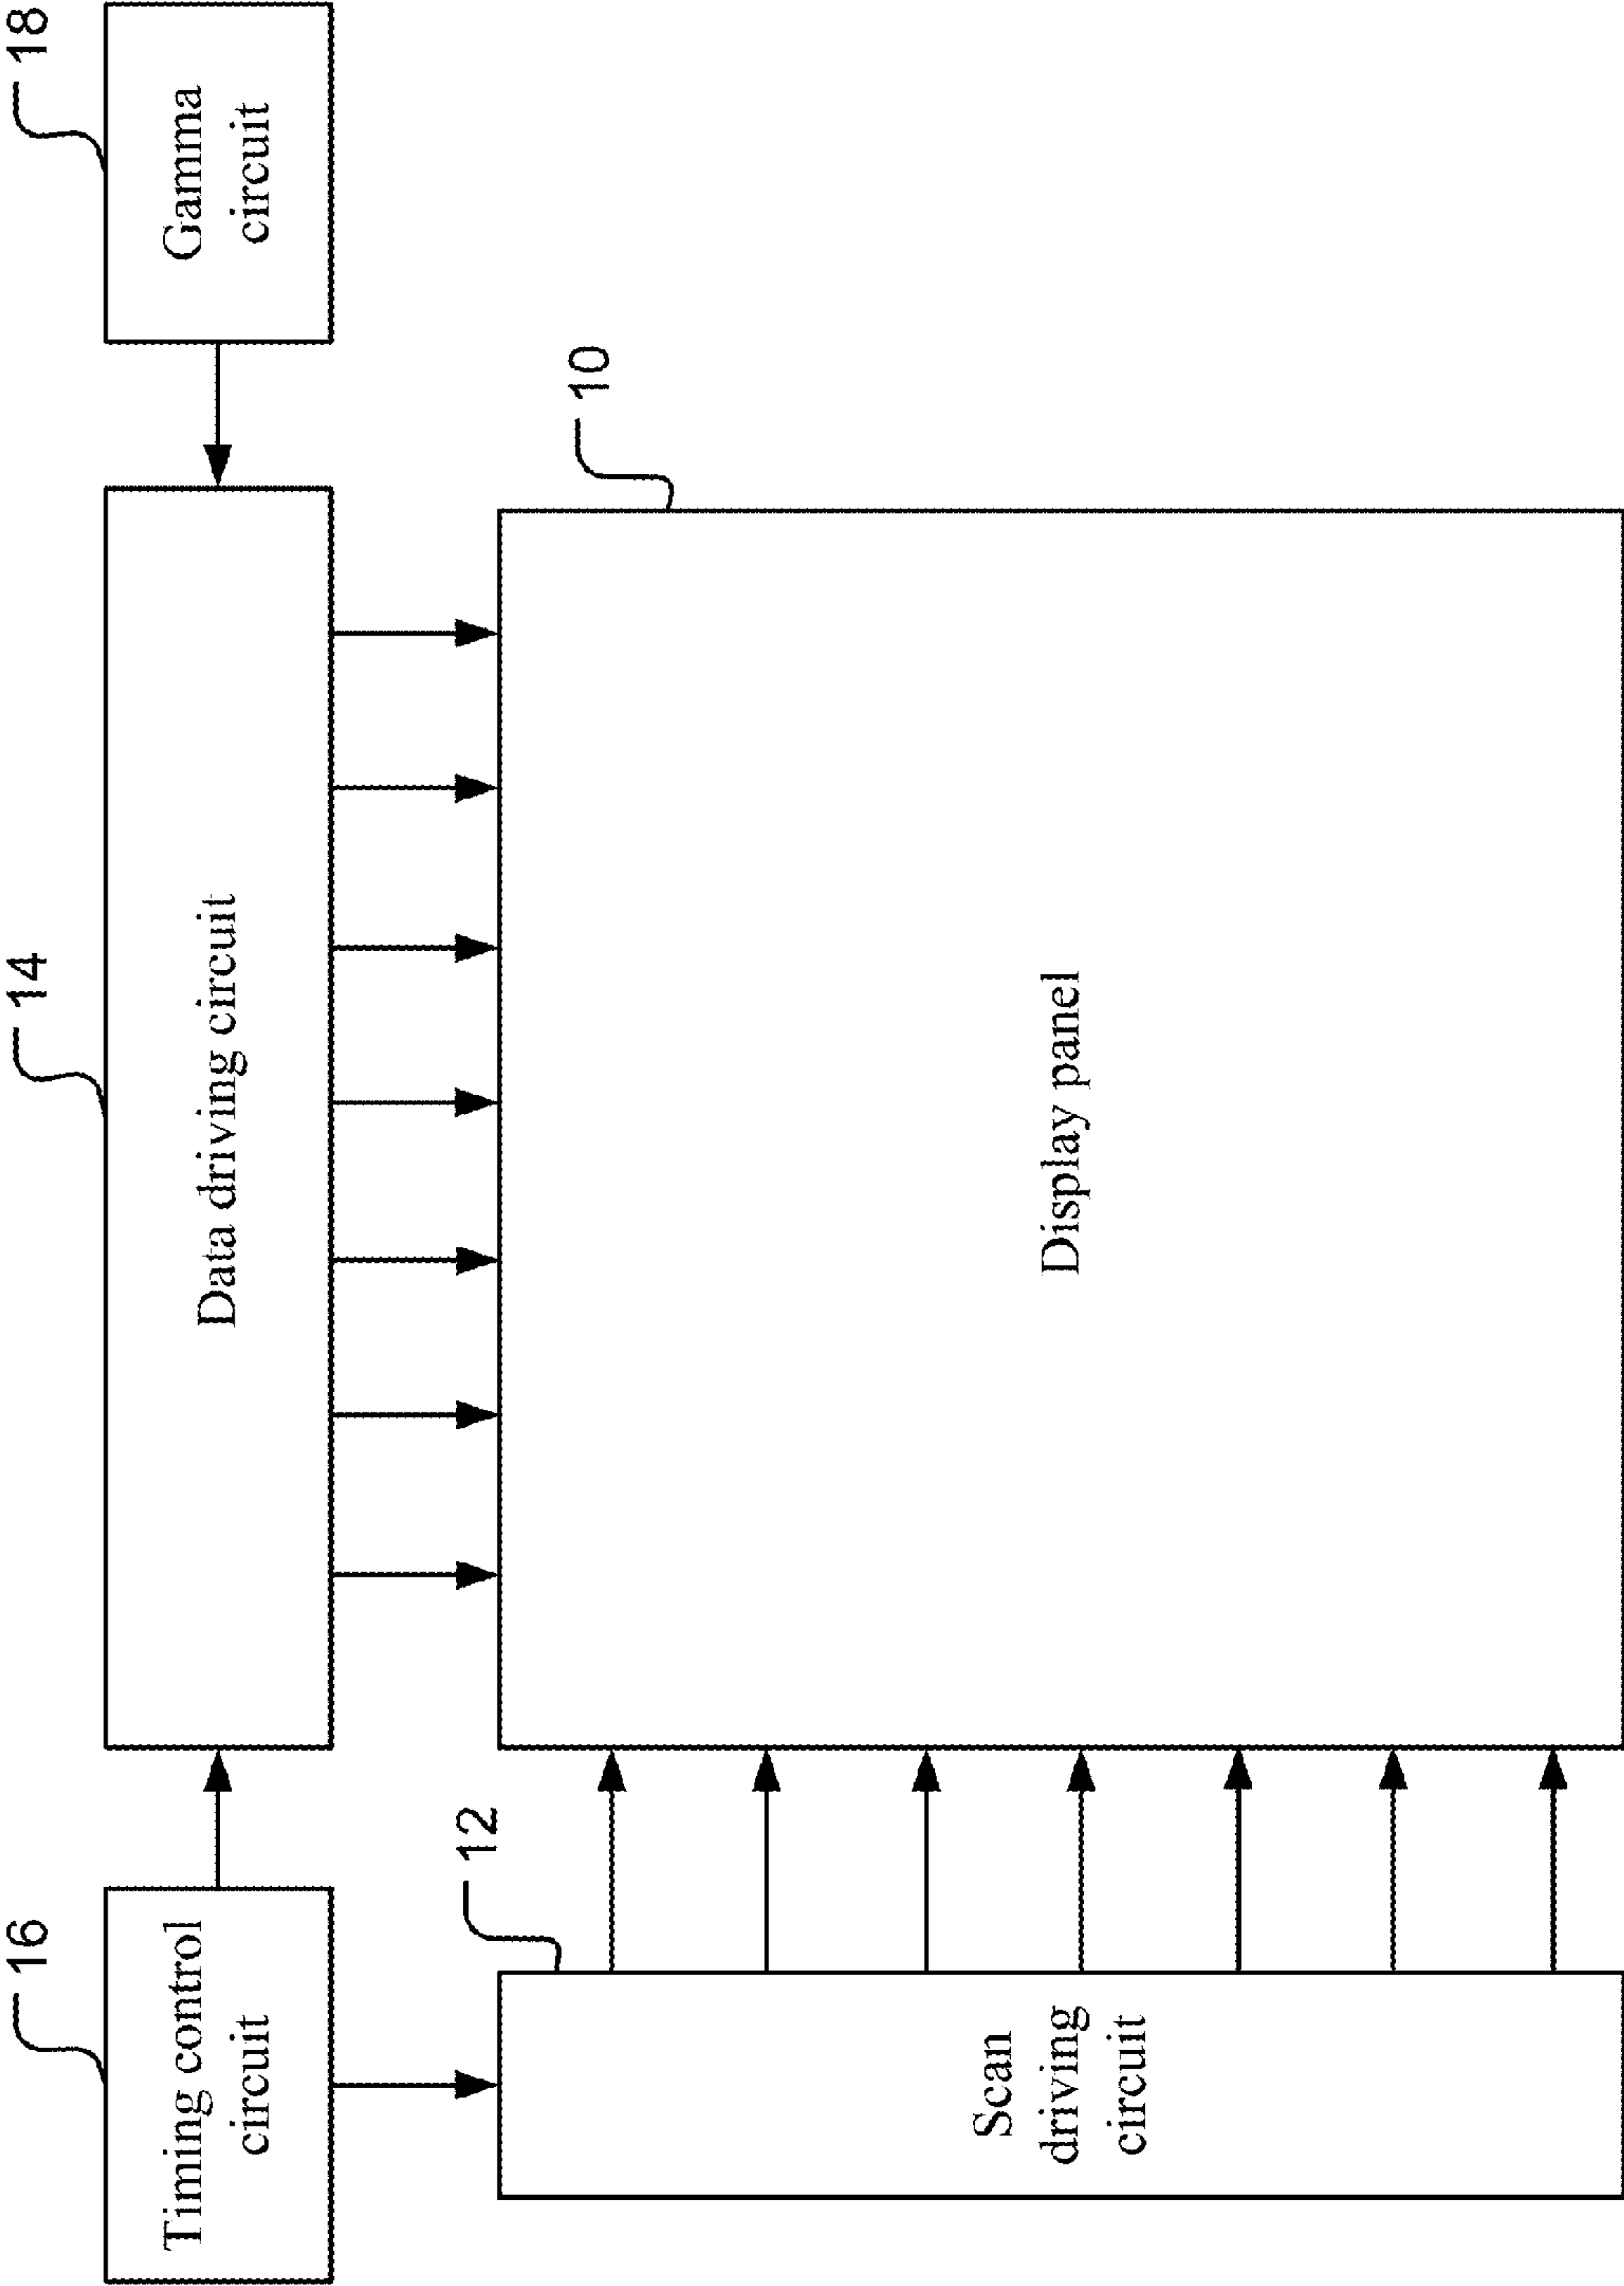 16
Timing control
circuit
14
Data driving circuit
18
Gamma
circuit
12
Scan
driving
circuit
10
Display panel